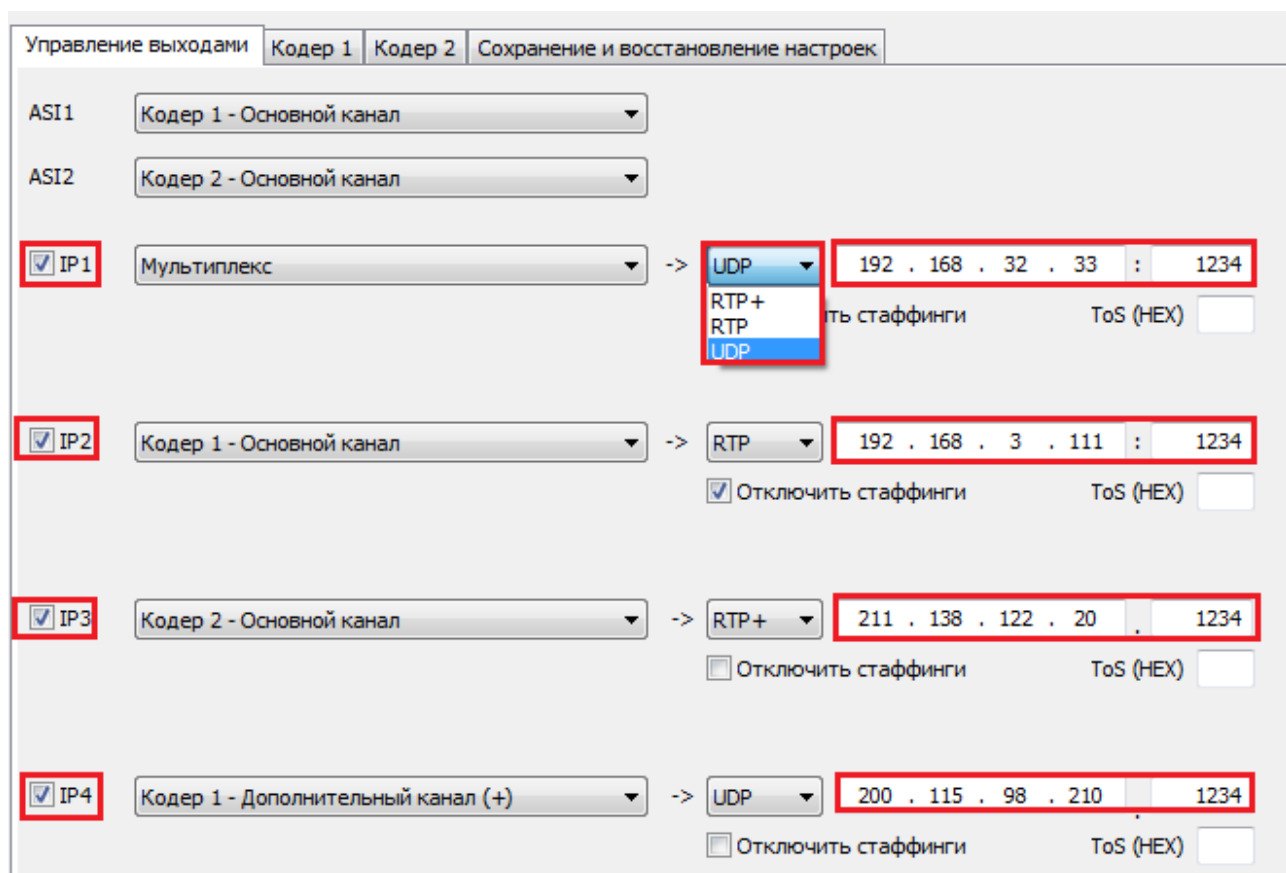 Управление выходами Кодер 1 Кодер 2 Сохранение и восстановление настроек
ASI1 Кодер 1 - Основной канал
ASI2 Кодер 2 - Основной канал
IP1 Мультиплекс -> UDP 192 . 168 . 32 . 33 : 1234
RTP+
ить стаффинги ToS (HEX)
RTP
UDP
IP2 Кодер 1 - Основной канал -> RTP 192 . 168 . 3 . 111 : 1234
Отключить стаффинги ToS (HEX)
IP3 Кодер 2 - Основной канал -> RTP+ 211 . 138 . 122 . 20 . 1234
Отключить стаффинги ToS (HEX)
IP4 Кодер 1 - Дополнительный канал (+) -> UDP 200 . 115 . 98 . 210 . 1234
Отключить стаффинги ToS (HEX)